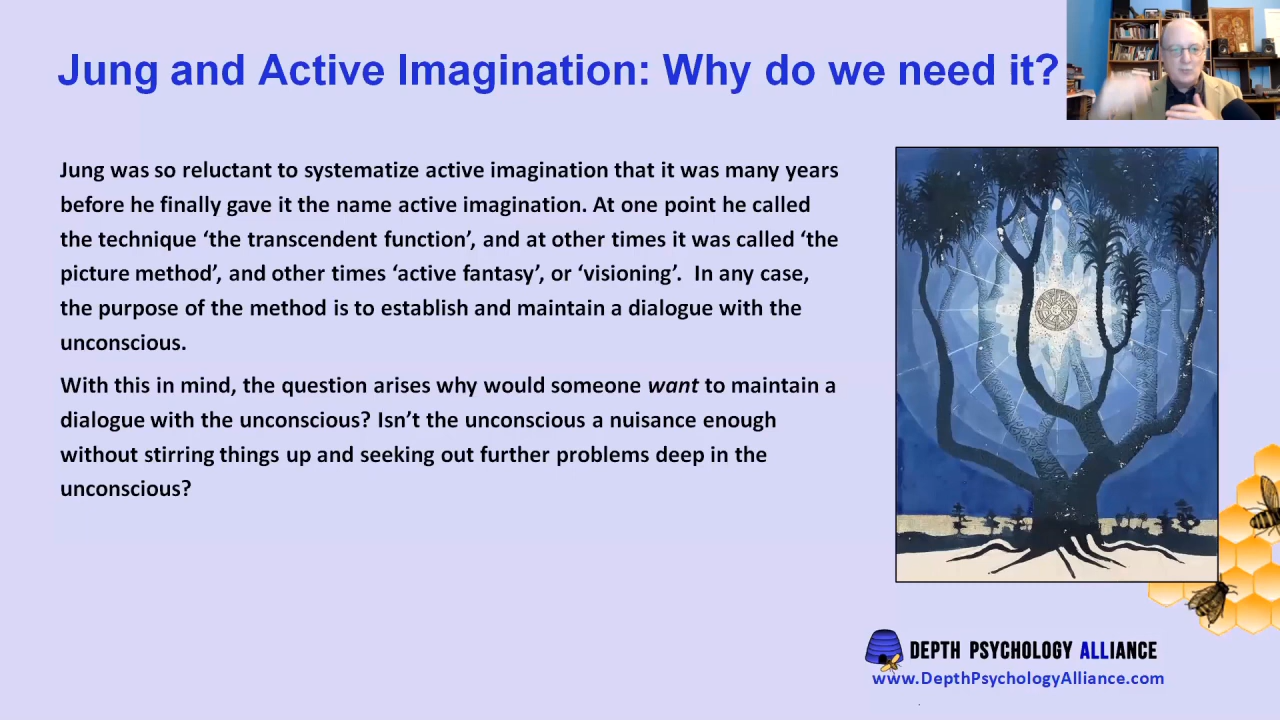 Jung and Active Imagination: Why do we need it?
Jung was so reluctant to systematize active imagination that it was many years
before he finally gave it the name active imagination. At one point he called
the technique ‘the transcendent function’, and at other times it was called ‘the
picture method’, and other times ‘active fantasy’, or ‘visioning’.  In any case,
the purpose of the method is to establish and maintain a dialogue with the
unconscious.
With this in mind, the question arises why would someone want to maintain a
dialogue with the unconscious? Isn’t the unconscious a nuisance enough
without stirring things up and seeking out further problems deep in the
unconscious?
DEPTH PSYCHOLOGY ALLIANCE
www.DepthPsychologyAlliance.com